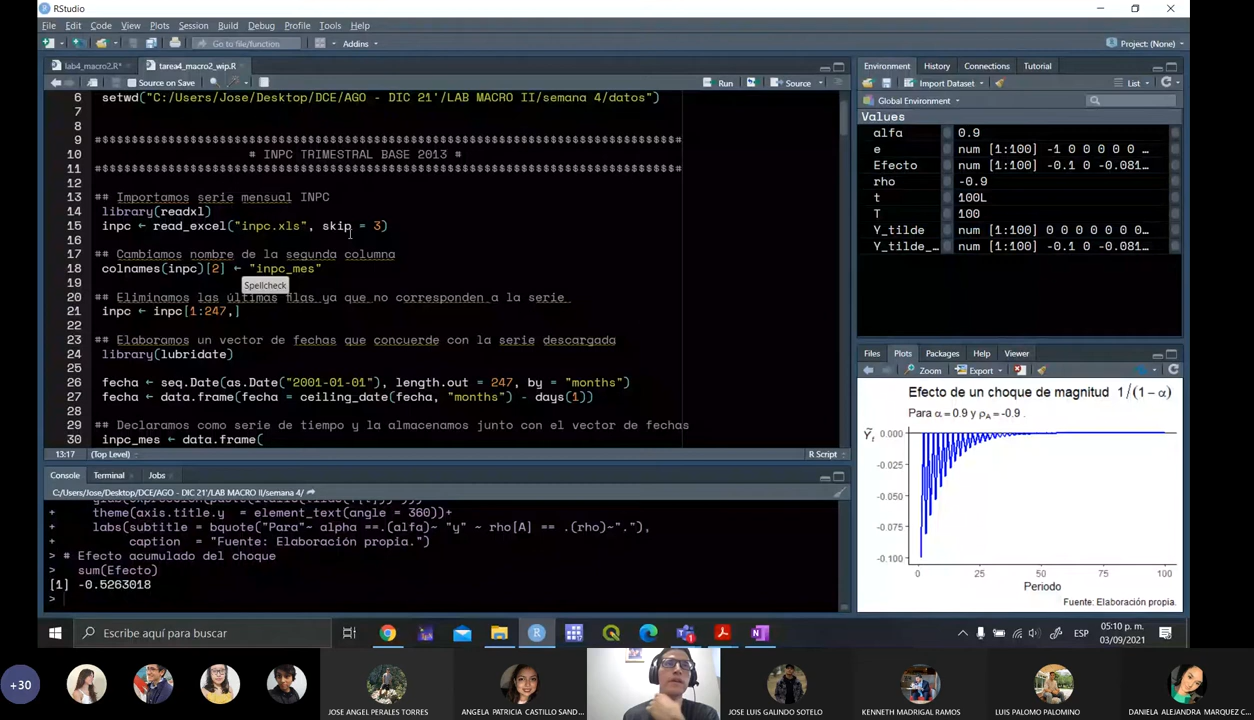 RStudio
File Edit Code View Plots Session Build Debug Profile Tools Help
Go to file/function
Addins
Project: (None)
lab4_macro2.R*
tarea4_macro2_wip.R
Source on Save
Run
Source
6 setwd("C:/Users/Jose/Desktop/DCE/AGO - DIC 21'/LAB MACRO II/semana 4/datos")
7
8
9
10 # INPC TRIMESTRAL BASE 2013 #
11
12
13 ## Importamos serie mensual INPC
14 library(readxl)
15 inpc ← read_excel("inpc.xls", skip = 3)
16
17 ## Cambiamos nombre de la segunda columna
18 colnames(inpc)[2] ← "inpc_mes"
Spellcheck
19
20 ## Eliminamos las últimas filas ya que no corresponden a la serie
21 inpc ← inpc[1:247,]
22
23 ## Elaboramos un vector de fechas que concuerde con la serie descargada
24 library(lubridate)
25
26 fecha ← seq.Date(as.Date("2001-01-01"), length.out = 247, by = "months")
27 fecha ← data.frame(fecha = ceiling_date(fecha, "months") - days(1))
28
29 ## Declaramos como serie de tiempo y la almacenamos junto con el vector de fechas
30 inpc_mes ← data.frame(
13:17 (Top Level) R Script
Console Terminal Jobs
C:/Users/Jose/Desktop/DCE/AGO - DIC 21'/LAB MACRO II/semana 4/
+ theme(axis.title.y = element_text(angle = 360))+
+ labs(subtitle = bquote("Para"~ alpha ==.(alfa)~ "y" ~ rho[A] == .(rho)~"."),
+ caption = "Fuente: Elaboración propia.")
> # Efecto acumulado del choque
> sum(Efecto)
[1] -0.5263018
>
Environment History Connections Tutorial
Import Dataset List
Global Environment
Values
alfa 0.9
e num [1:100] -1 0 0 0 0 0 …
Efecto num [1:100] -0.1 0 -0.081…
rho -0.9
t 100L
T 100
Y_tilde num [1:100] 0 0 0 0 0 0 0…
Y_tilde_… num [1:100] -0.1 0 -0.081…
Files Plots Packages Help Viewer
Zoom Export
Efecto de un choque de magnitud 1/(1 − α)
Para α = 0.9 y ρA = -0.9 .
Ỹt
0.000
-0.025
-0.050
-0.075
-0.100
0 25 50 75 100
Periodo
Fuente: Elaboración propia.
Escribe aquí para buscar
ESP
05:10 p. m.
03/09/2021
+30
JOSE ANGEL PERALES TORRES
ANGELA PATRICIA CASTILLO SAND...
JOSE LUIS GALINDO SOTELO
KENNETH MADRIGAL RAMOS
LUIS PALOMO PALOMINO
DANIELA ALEJANDRA MARQUEZ C...